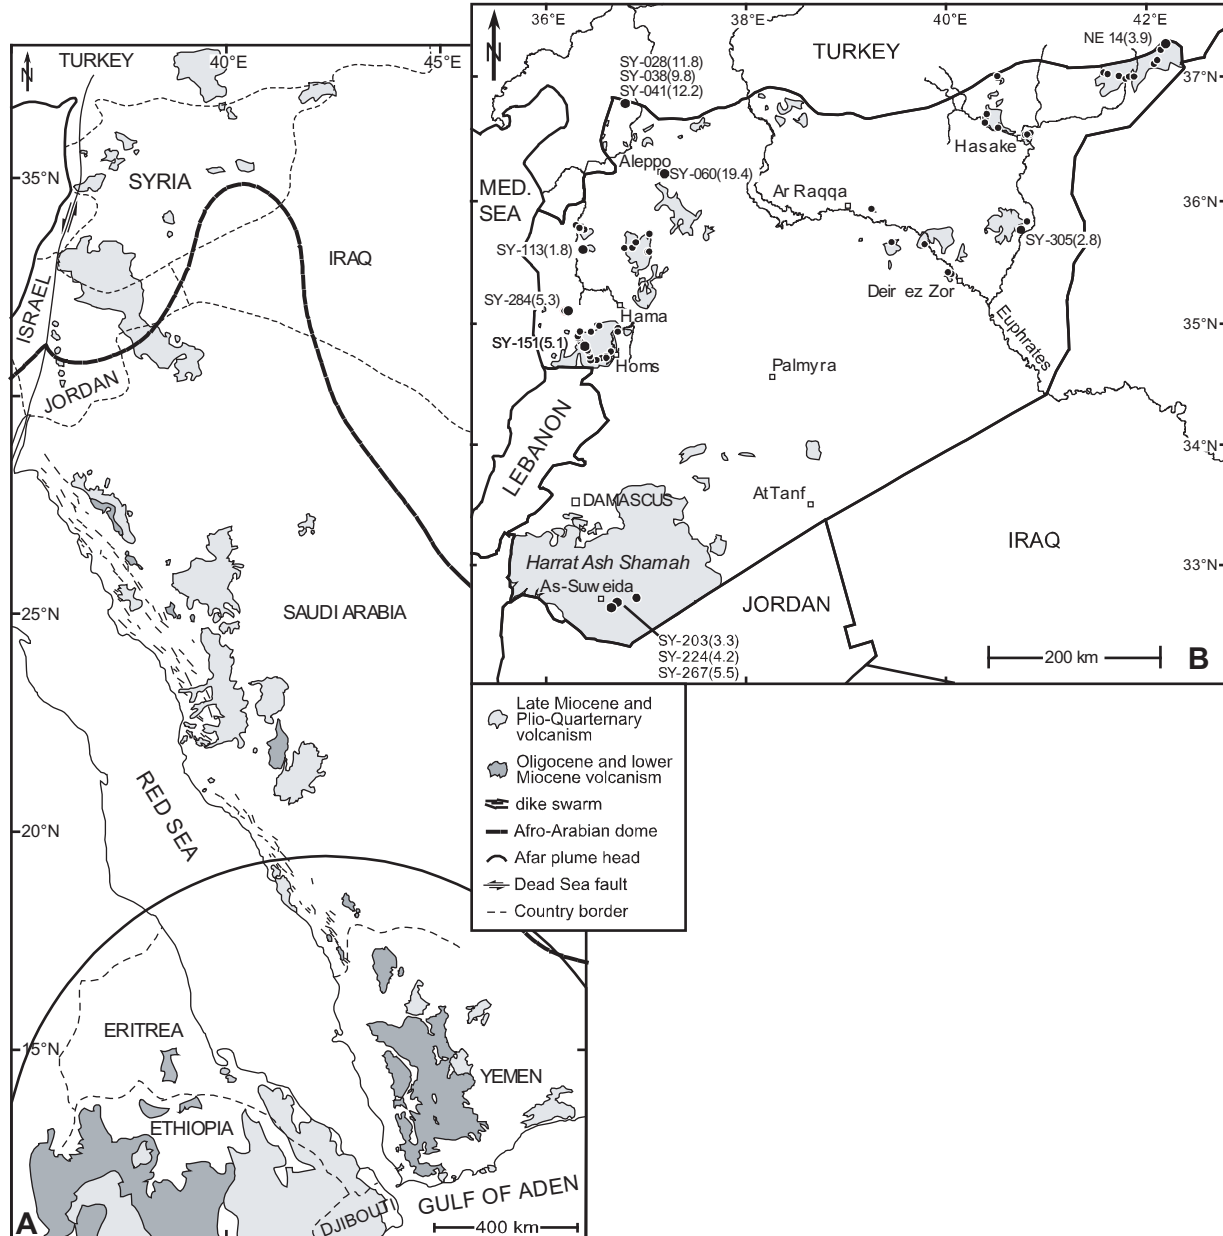 N
TURKEY
40°E
45°E
35°N
SYRIA
IRAQ
ISRAEL
JORDAN
SAUDI ARABIA
25°N
RED SEA
20°N
ERITREA
15°N
YEMEN
ETHIOPIA
DJIBOUTI
GULF OF ADEN
400 km
A
36°E
38°E
40°E
42°E
N
TURKEY
NE 14(3.9)
SY-028(11.8)
SY-038(9.8)
SY-041(12.2)
37°N
Hasake
Aleppo
SY-060(19.4)
MED.
SEA
Ar Raqqa
36°N
SY-113(1.8)
SY-305(2.8)
Deir ez Zor
SY-284(5.3)
Hama
Euphrates
35°N
SY-151(5.1)
Homs
Palmyra
LEBANON
34°N
At Tanf
DAMASCUS
IRAQ
Harrat Ash Shamah
33°N
As-Suweida
JORDAN
SY-203(3.3)
SY-224(4.2)
SY-267(5.5)
200 km
B
Late Miocene and
Plio-Quarternary
volcanism
Oligocene and lower
Miocene volcanism
dike swarm
Afro-Arabian dome
Afar plume head
Dead Sea fault
Country border